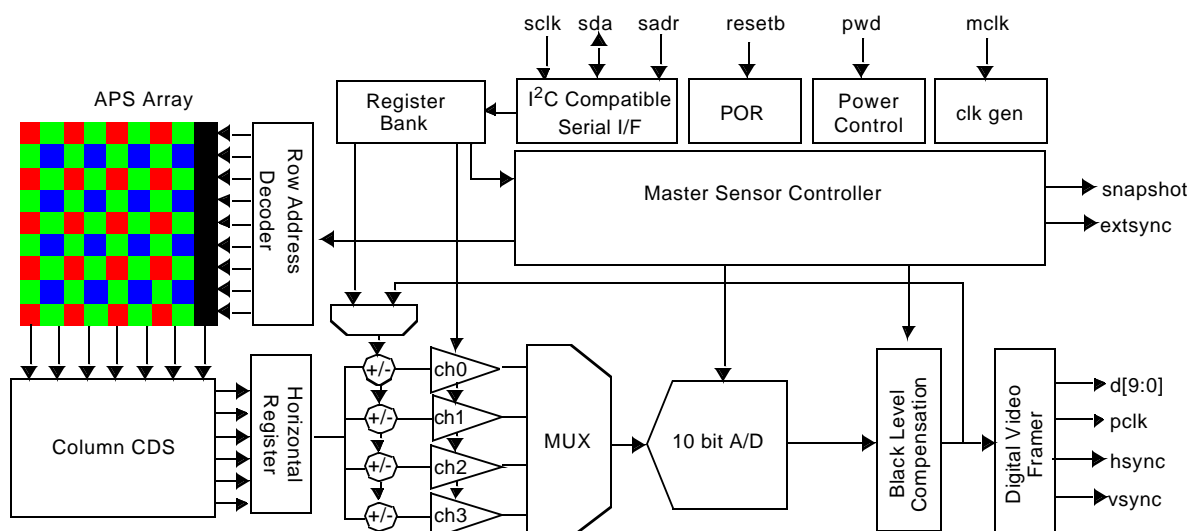 sclk sda sadr resetb pwd mclk
APS Array
Register
Bank
I²C Compatible
Serial I/F
POR
Power
Control
clk gen
Row Address
Decoder
Master Sensor Controller
snapshot
extsync
Column CDS
Horizontal
Register
+/-
+/-
+/-
+/-
ch0
ch1
ch2
ch3
MUX
10 bit A/D
Black Level
Compensation
Digital Video
Framer
d[9:0]
pclk
hsync
vsync